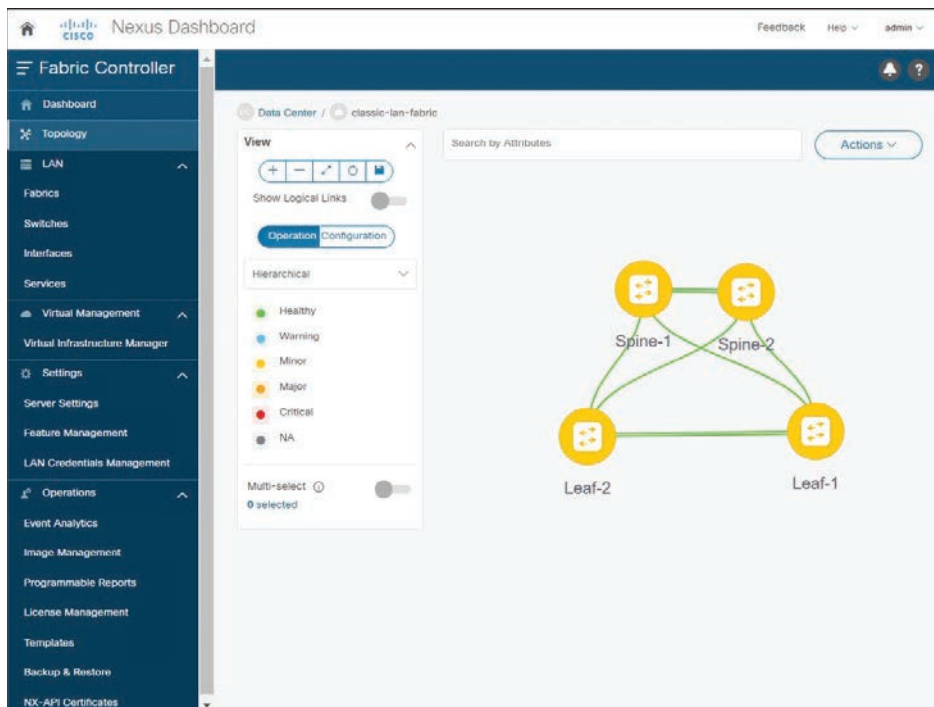 CISCO Nexus Dashboard Feedback Help admin
Fabric Controller
Dashboard
Topology
LAN
Fabrics
Switches
Interfaces
Services
Virtual Management
Virtual Infrastructure Manager
Settings
Server Settings
Feature Management
LAN Credentials Management
Operations
Event Analytics
Image Management
Programmable Reports
License Management
Templates
Backup & Restore
NX-API Certificates
?
Data Center / classic-lan-fabric
View
Show Logical Links
Operation Configuration
Hierarchical
Healthy
Warning
Minor
Major
Critical
NA
Multi-select
0 selected
Search by Attributes
Actions
Spine-1
Spine-2
Leaf-2
Leaf-1